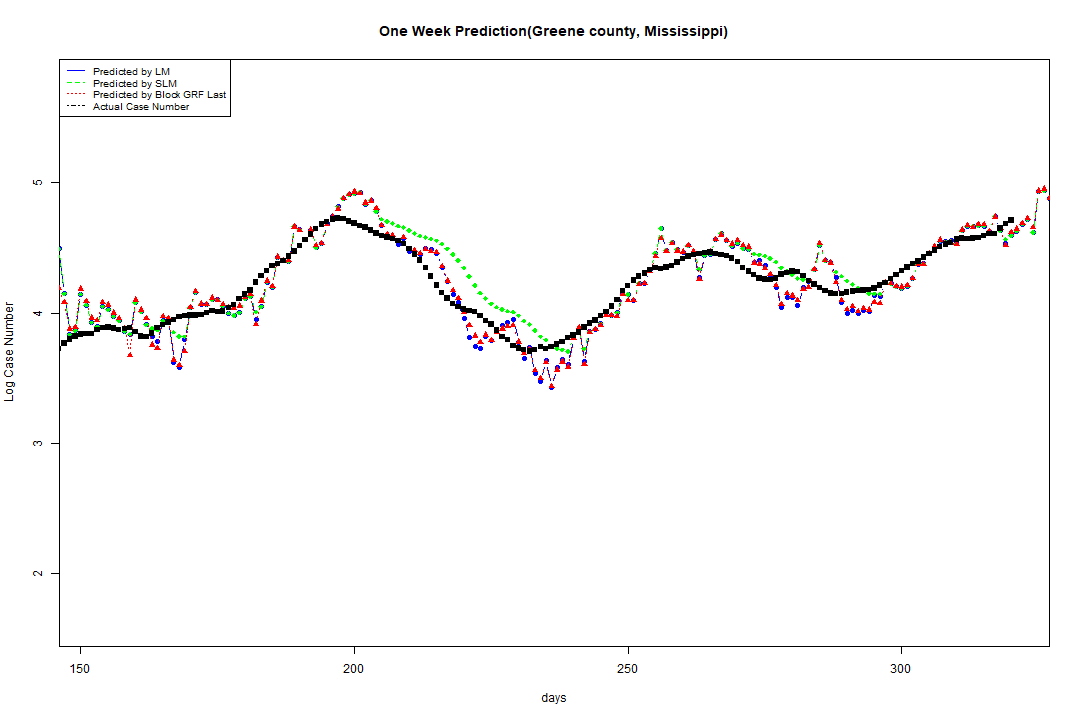 One Week Prediction(Greene county, Mississippi)
Predicted by LM
Predicted by SLM
Predicted by Block GRF Last
Actual Case Number
Log Case Number
5
4
3
2
150 200 250 300
days